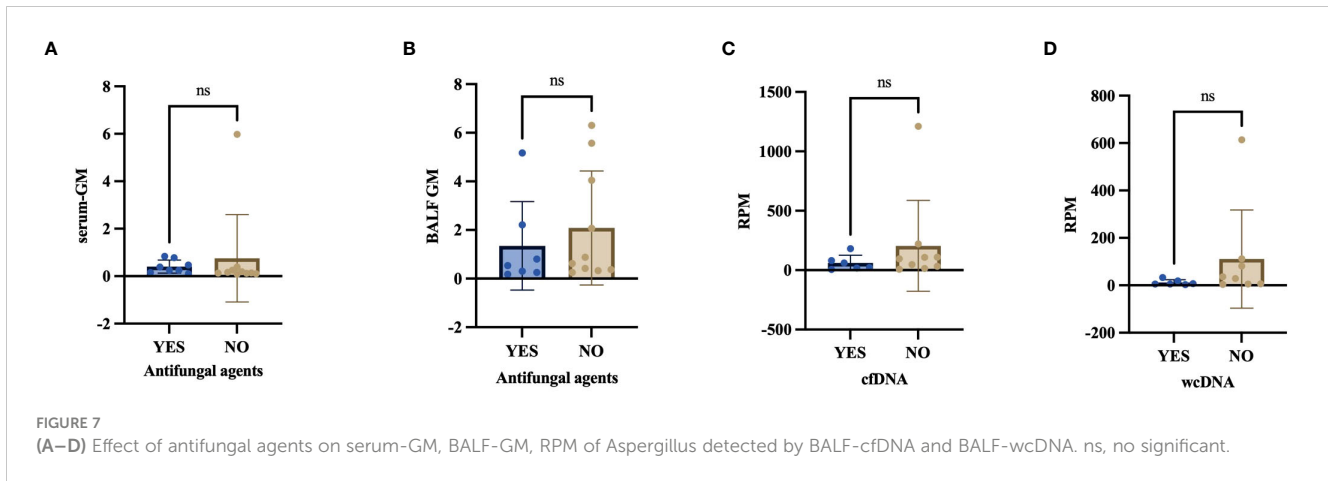 A
B
C
D
ns
ns
ns
ns
8
6
4
2
0
-2
serum-GM
YES NO
Antifungal agents
8
6
4
2
0
-2
BALF GM
YES NO
Antifungal agents
1500
1000
500
0
-500
RPM
YES NO
cfDNA
800
600
400
200
0
-200
RPM
YES NO
wcDNA
FIGURE 7
(A–D) Effect of antifungal agents on serum-GM, BALF-GM, RPM of Aspergillus detected by BALF-cfDNA and BALF-wcDNA. ns, no significant.